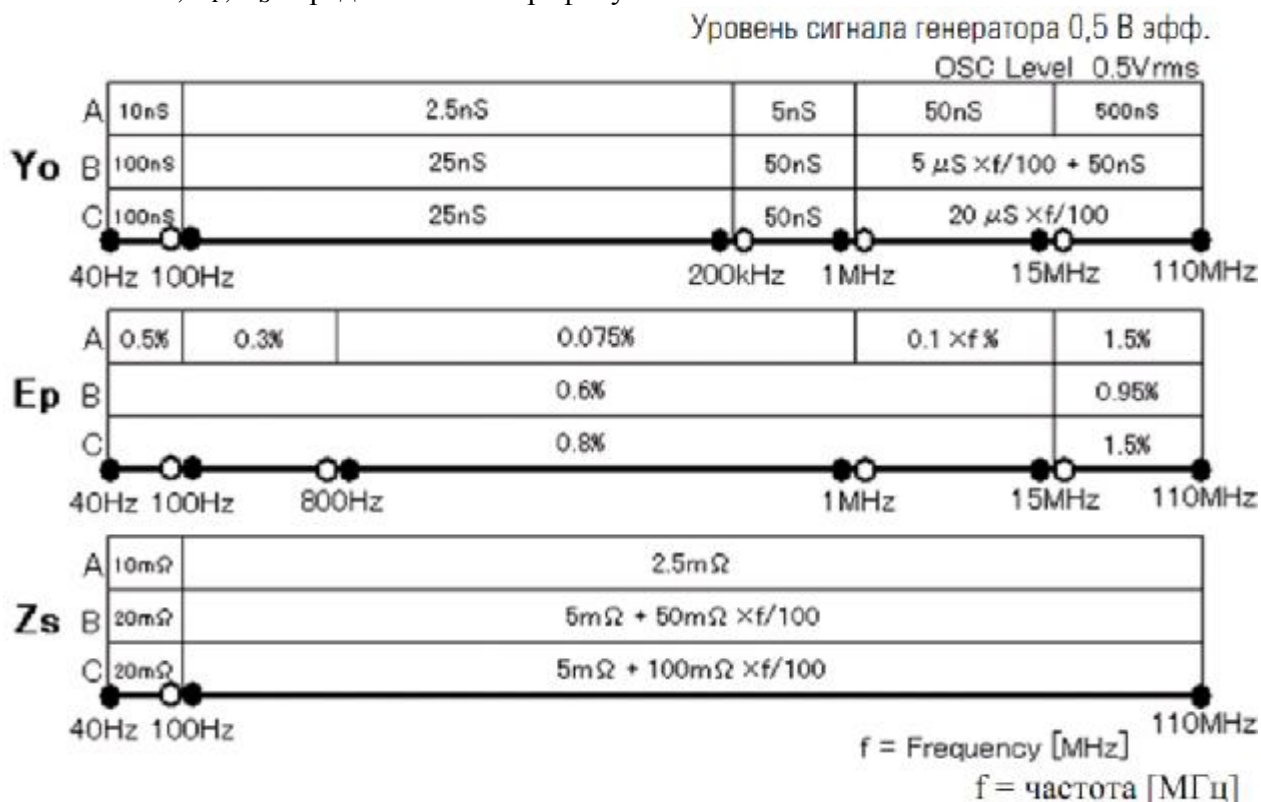 Уровень сигнала генератора 0,5 В эфф.
OSC Level 0.5Vrms
A 10nS 2.5nS 5nS 50nS 500nS
Yo B 100nS 25nS 50nS 5 μS ×f/100 + 50nS
C 100nS 25nS 50nS 20 μS ×f/100
40Hz 100Hz 200kHz 1MHz 15MHz 110MHz
A 0.5% 0.3% 0.075% 0.1 ×f% 1.5%
Ep B 0.6% 0.95%
C 0.8% 1.5%
40Hz 100Hz 800Hz 1MHz 15MHz 110MHz
A 10mΩ 2.5mΩ
Zs B 20mΩ 5mΩ + 50mΩ ×f/100
C 20mΩ 5mΩ + 100mΩ ×f/100
40Hz 100Hz 110MHz
f = Frequency [MHz]
f = частота [МГц]